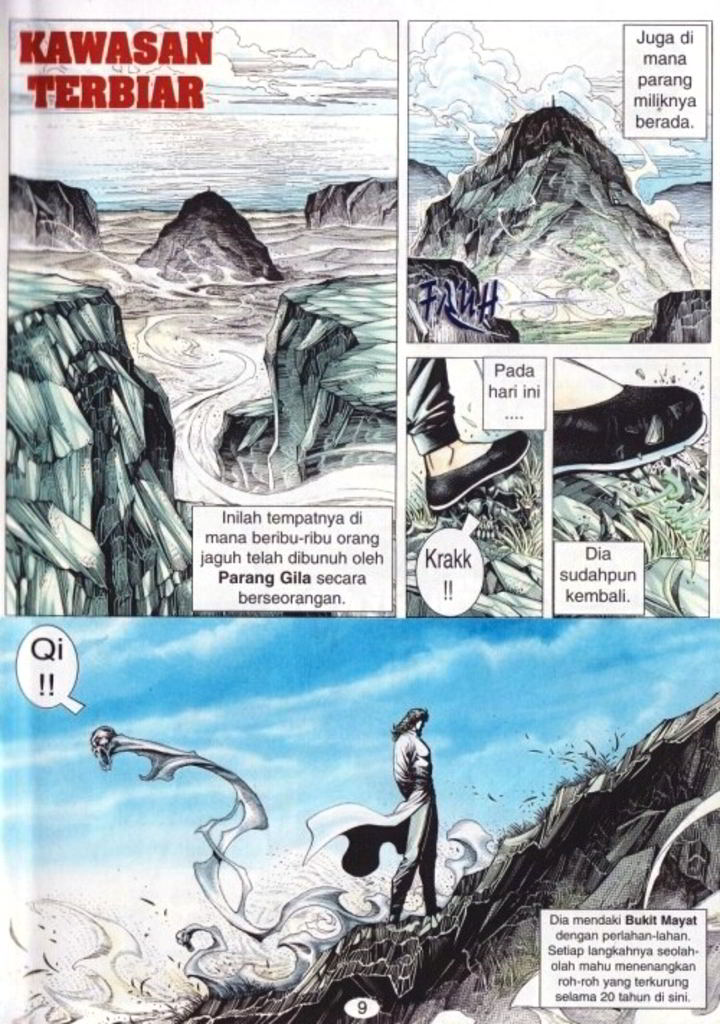 KAWASAN
TERBIAR
Inilah tempatnya di
mana beribu-ribu orang
jaguh telah dibunuh oleh
Parang Gila secara
berseorangan.
Juga di
mana
parang
miliknya
berada.
FRUH
Pada
hari ini
....
Krakk
!!
Dia
sudahpun
kembali.
Qi
!!
Dia mendaki Bukit Mayat
dengan perlahan-lahan.
Setiap langkahnya seolah-
olah mahu menenangkan
roh-roh yang terkurung
selama 20 tahun di sini.
9